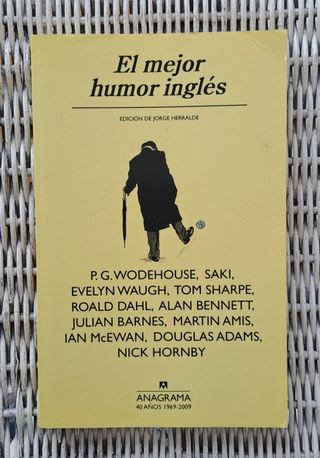 El mejor
humor inglés
EDICIÓN DE JORGE HERRALDE
P. G. WODEHOUSE, SAKI,
EVELYN WAUGH, TOM SHARPE,
ROALD DAHL, ALAN BENNETT,
JULIAN BARNES, MARTIN AMIS,
IAN McEWAN, DOUGLAS ADAMS,
NICK HORNBY
ANAGRAMA
40 AÑOS 1969-2009